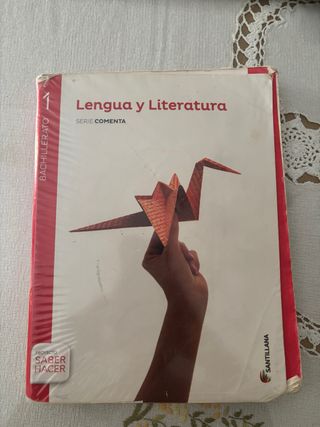 BACHILLERATO 1
Lengua y Literatura
SERIE COMENTA
PROYECTO
SABER
HACER
SANTILLANA